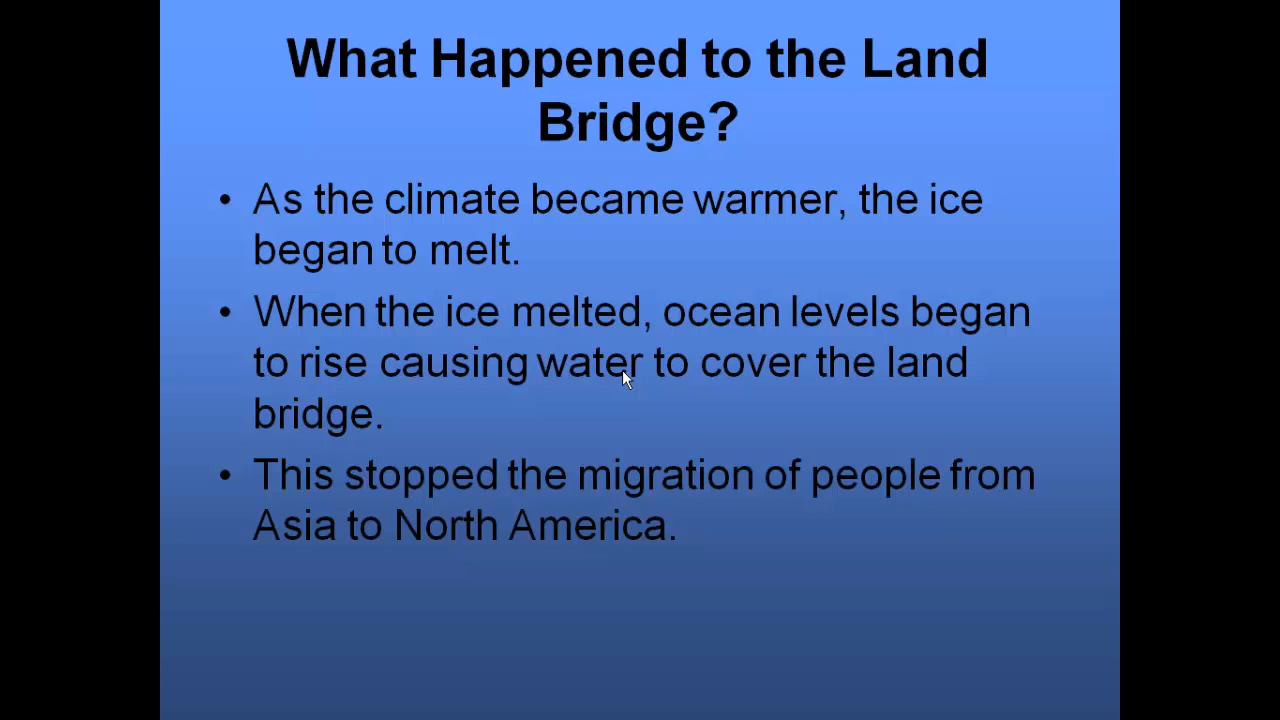 What Happened to the Land
Bridge?
• As the climate became warmer, the ice
began to melt.
• When the ice melted, ocean levels began
to rise causing water to cover the land
bridge.
• This stopped the migration of people from
Asia to North America.